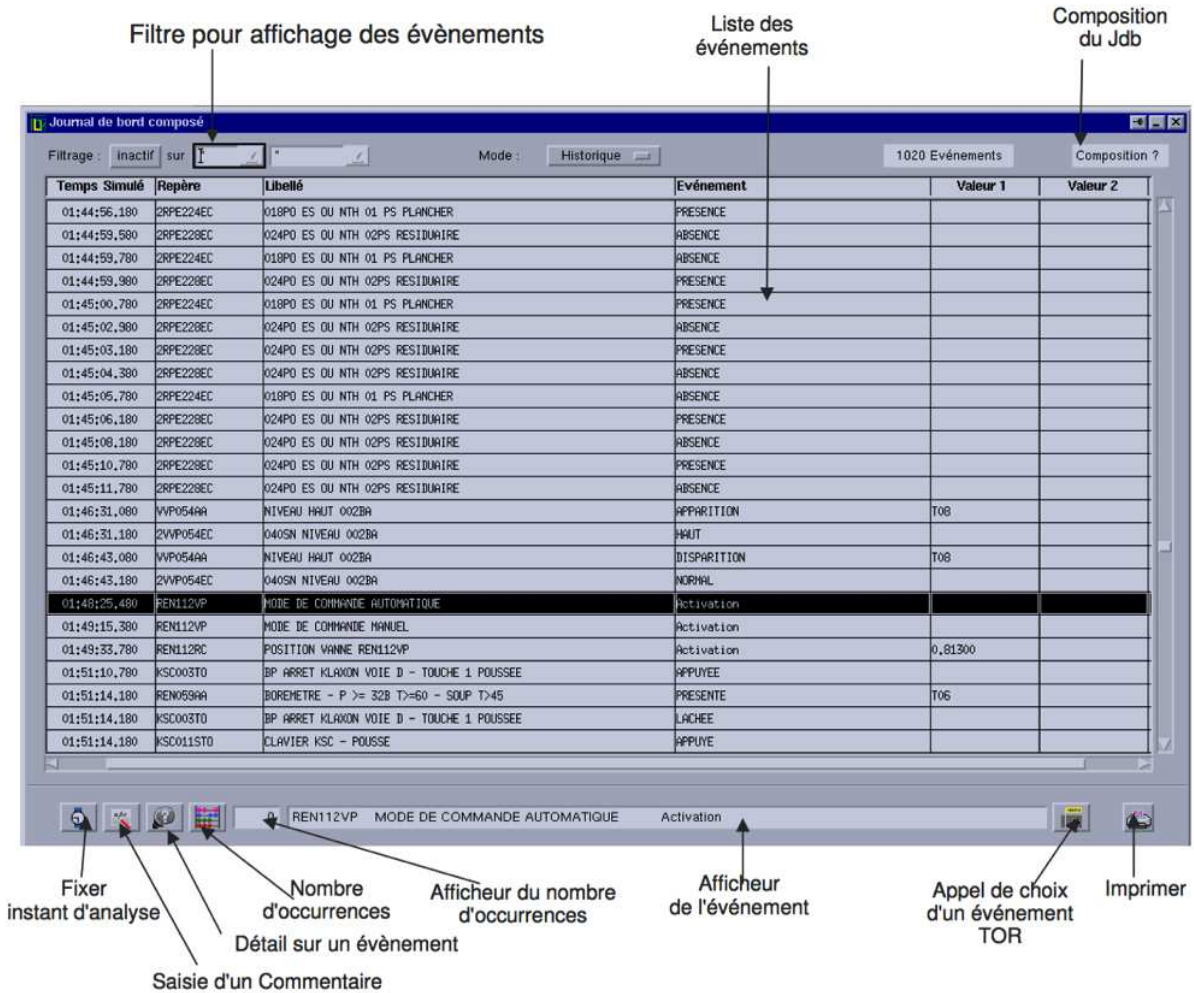 Filtre pour affichage des évènements
Liste des
événements
Composition
du Jdb
Journal de bord composé
Filtrage : inactif sur * * Mode : Historique 1020 Evénements Composition ?
Temps Simulé Repère Libellé Evénement Valeur 1 Valeur 2
01:44:56.180 2RPE224EC 018PO ES OU NTH 01 PS PLANCHER PRESENCE
01:44:59.580 2RPE228EC 024PO ES OU NTH 02PS RESIDUAIRE ABSENCE
01:44:59.780 2RPE224EC 018PO ES OU NTH 01 PS PLANCHER ABSENCE
01:44:59.980 2RPE228EC 024PO ES OU NTH 02PS RESIDUAIRE PRESENCE
01:45:00.780 2RPE224EC 018PO ES OU NTH 01 PS PLANCHER PRESENCE
01:45:02.980 2RPE228EC 024PO ES OU NTH 02PS RESIDUAIRE ABSENCE
01:45:03.180 2RPE228EC 024PO ES OU NTH 02PS RESIDUAIRE PRESENCE
01:45:04.380 2RPE228EC 024PO ES OU NTH 02PS RESIDUAIRE ABSENCE
01:45:05.780 2RPE224EC 018PO ES OU NTH 01 PS PLANCHER ABSENCE
01:45:06.180 2RPE228EC 024PO ES OU NTH 02PS RESIDUAIRE PRESENCE
01:45:08.180 2RPE228EC 024PO ES OU NTH 02PS RESIDUAIRE ABSENCE
01:45:10.780 2RPE228EC 024PO ES OU NTH 02PS RESIDUAIRE PRESENCE
01:45:11.780 2RPE228EC 024PO ES OU NTH 02PS RESIDUAIRE ABSENCE
01:46:31.080 VVP054AA NIVEAU HAUT 002BA APPARITION T08
01:46:31.180 2VVP054EC 040SN NIVEAU 002BA HAUT
01:46:43.080 VVP054AA NIVEAU HAUT 002BA DISPARITION T08
01:46:43.180 2VVP054EC 040SN NIVEAU 002BA NORMAL
01:48:25.480 REN112VP MODE DE COMMANDE AUTOMATIQUE Activation
01:49:15.380 REN112VP MODE DE COMMANDE MANUEL Activation
01:49:33.780 REN112RC POSITION VANNE REN112VP Activation 0.81300
01:51:10.780 KSC003TO BP ARRET KLAXON VOIE D - TOUCHE 1 POUSSEE APPUYEE
01:51:14.180 REN059AA BOREMETRE - P >= 32B T>=60 - SOUP T>45 PRESENTE T06
01:51:14.180 KSC003TO BP ARRET KLAXON VOIE D - TOUCHE 1 POUSSEE LACHEE
01:51:14.180 KSC011STO CLAVIER KSC - POUSSE APPUYE
0 REN112VP MODE DE COMMANDE AUTOMATIQUE Activation
Fixer
instant d'analyse
Nombre
d'occurrences
Afficheur du nombre
d'occurrences
Afficheur
de l'événement
Appel de choix
d'un événement
TOR
Imprimer
Détail sur un évènement
Saisie d'un Commentaire